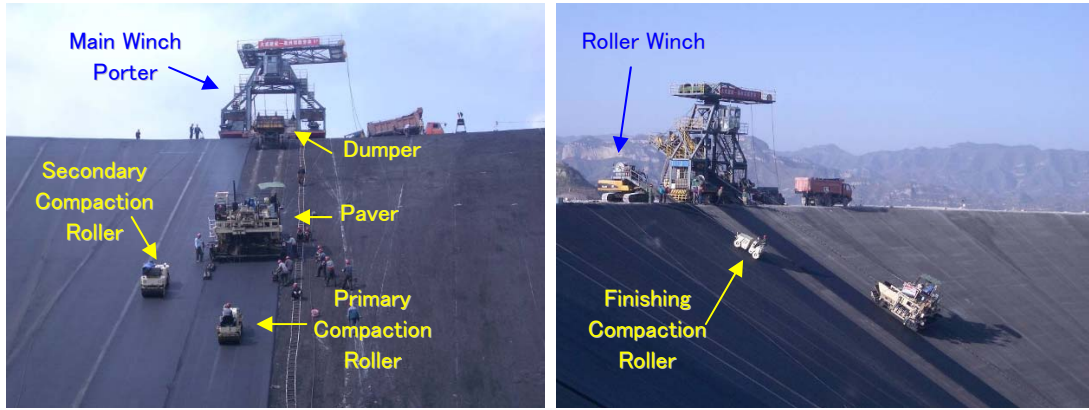 Main Winch
Porter
Dumper
Secondary
Compaction
Roller
Paver
Primary
Compaction
Roller
Roller Winch
Finishing
Compaction
Roller